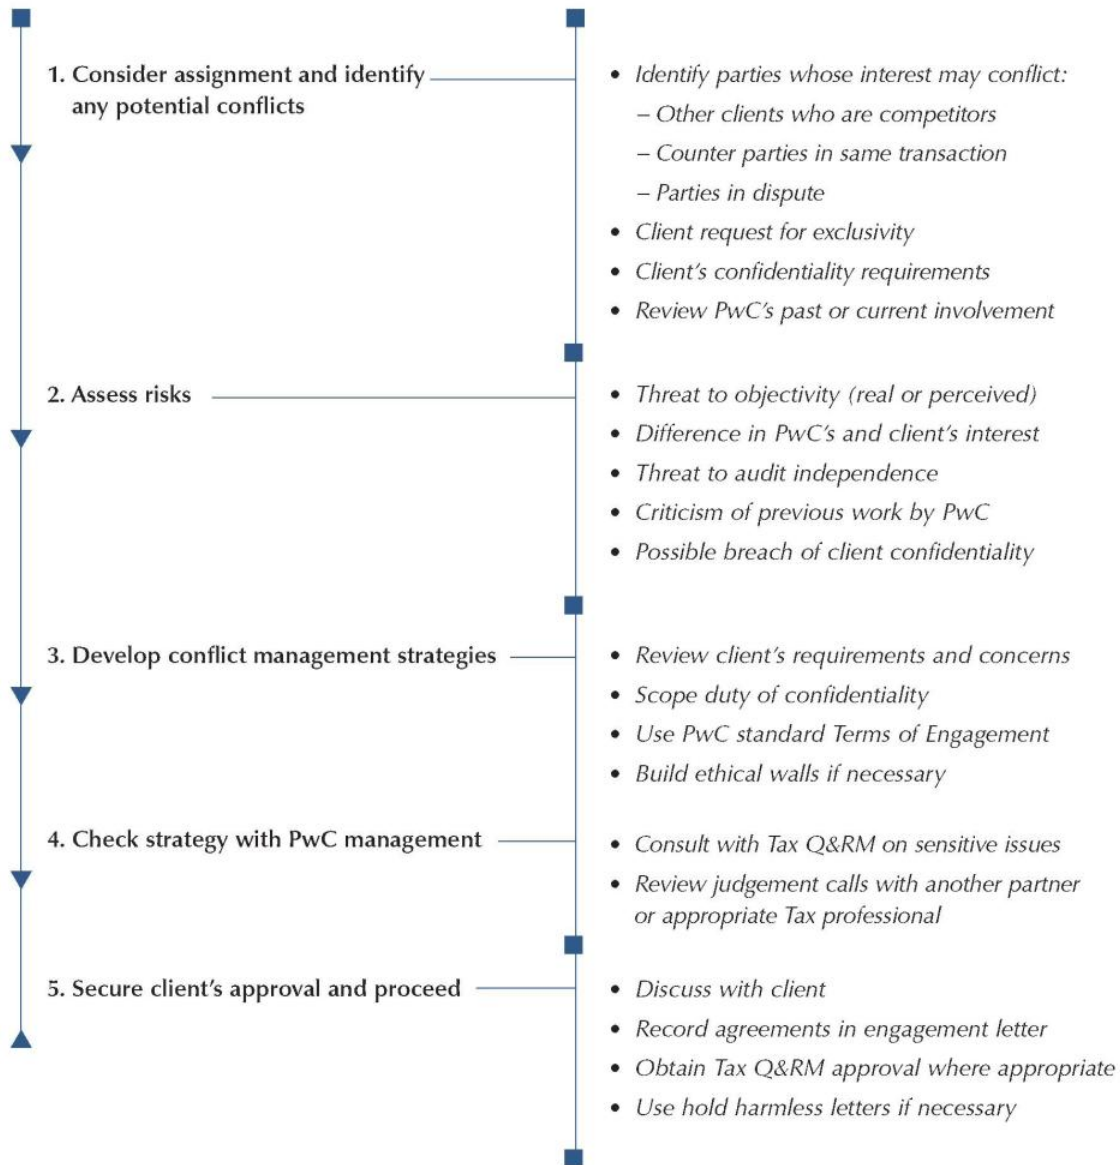 1. Consider assignment and identify
any potential conflicts
• Identify parties whose interest may conflict:
– Other clients who are competitors
– Counter parties in same transaction
– Parties in dispute
• Client request for exclusivity
• Client's confidentiality requirements
• Review PwC's past or current involvement
2. Assess risks
• Threat to objectivity (real or perceived)
• Difference in PwC's and client's interest
• Threat to audit independence
• Criticism of previous work by PwC
• Possible breach of client confidentiality
3. Develop conflict management strategies
• Review client's requirements and concerns
• Scope duty of confidentiality
• Use PwC standard Terms of Engagement
• Build ethical walls if necessary
4. Check strategy with PwC management
• Consult with Tax Q&RM on sensitive issues
• Review judgement calls with another partner
or appropriate Tax professional
5. Secure client's approval and proceed
• Discuss with client
• Record agreements in engagement letter
• Obtain Tax Q&RM approval where appropriate
• Use hold harmless letters if necessary